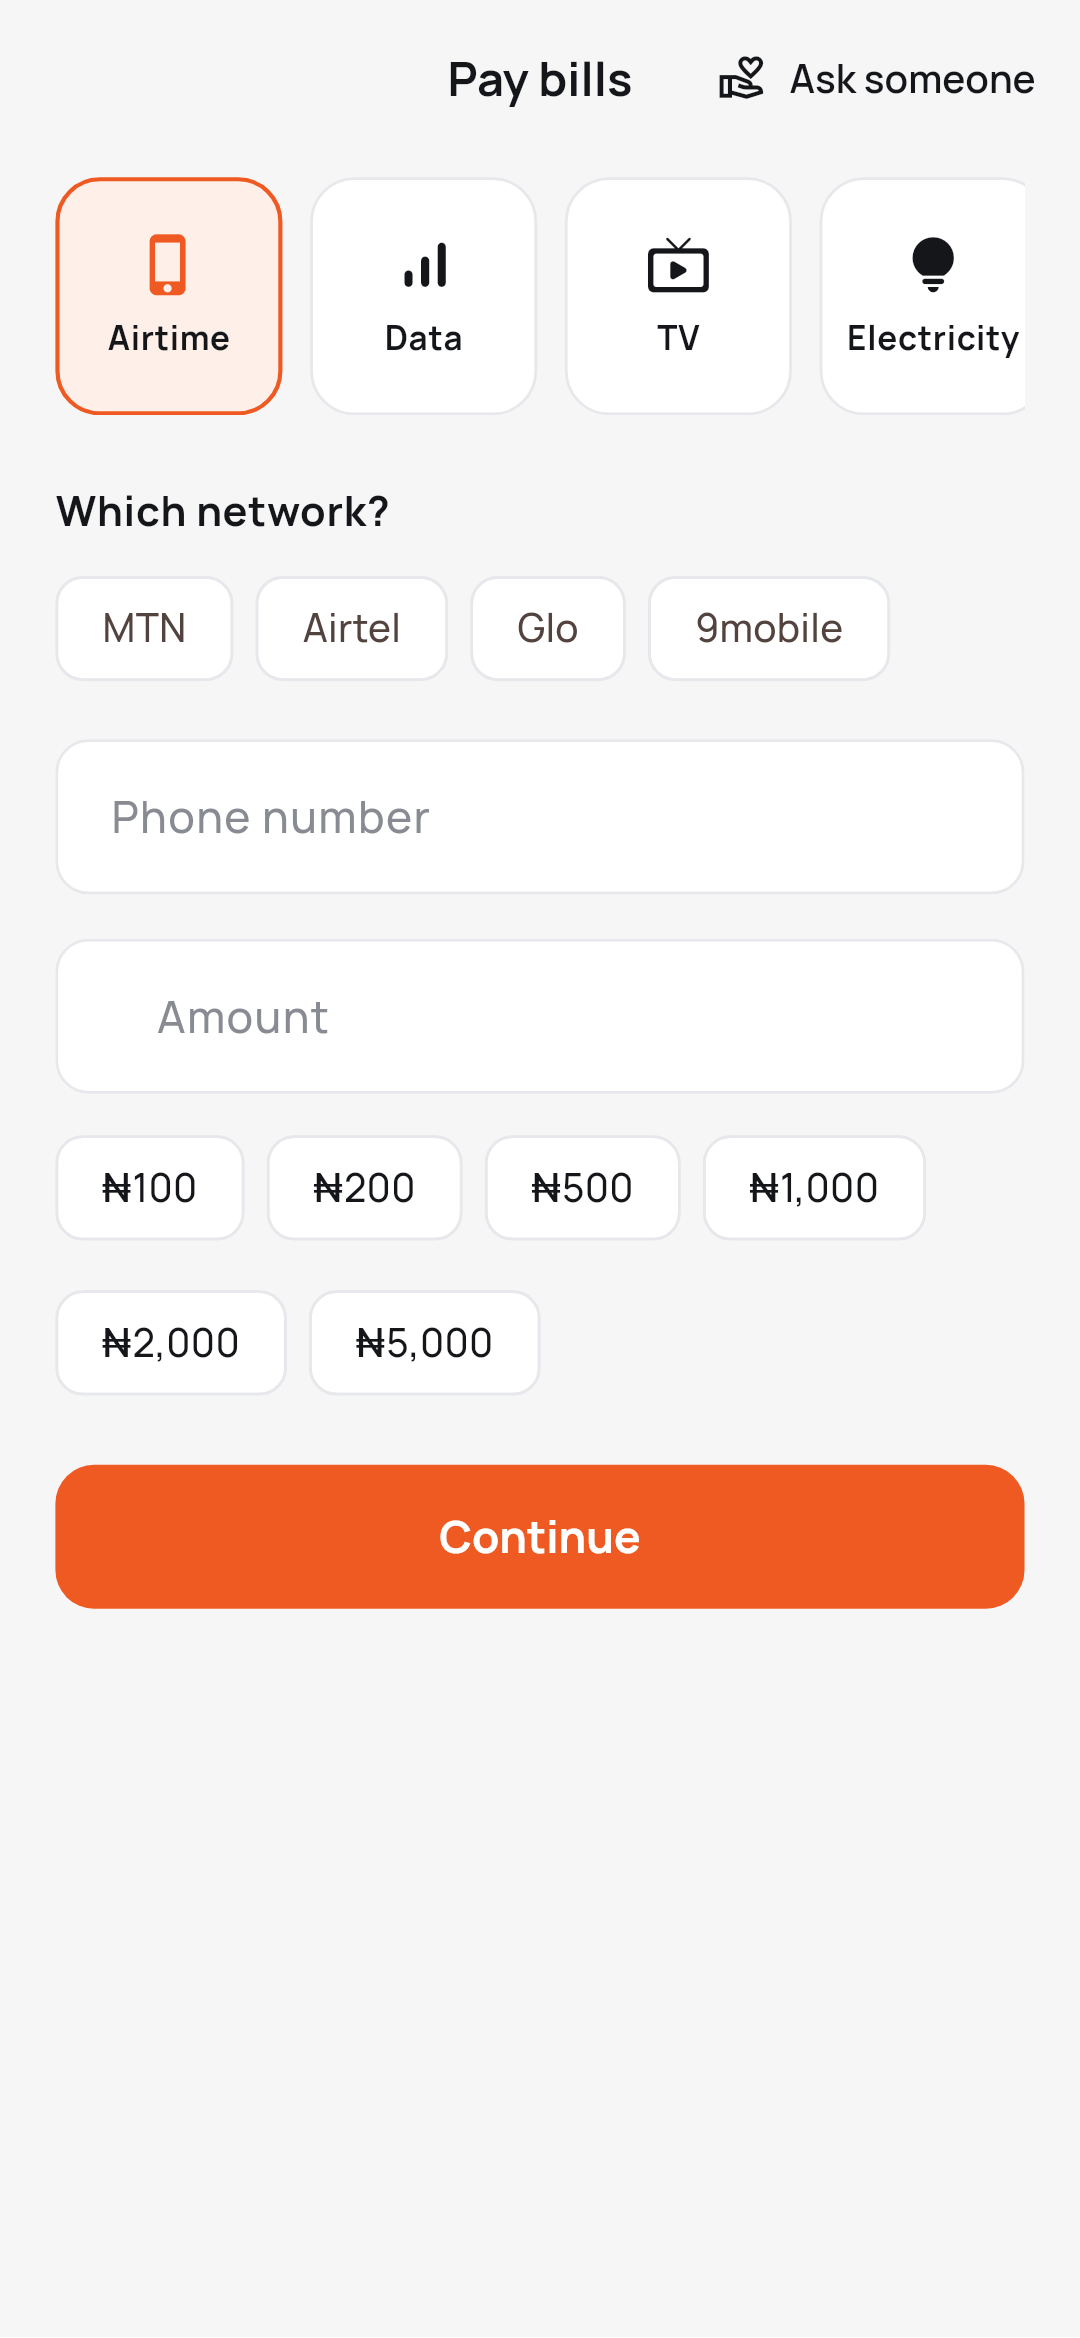 Pay bills
Ask someone
Airtime
Data
TV
Electricity
Which network?
MTN
Airtel
Glo
9mobile
Phone number
Amount
₦100
₦200
₦500
₦1,000
₦2,000
₦5,000
Continue